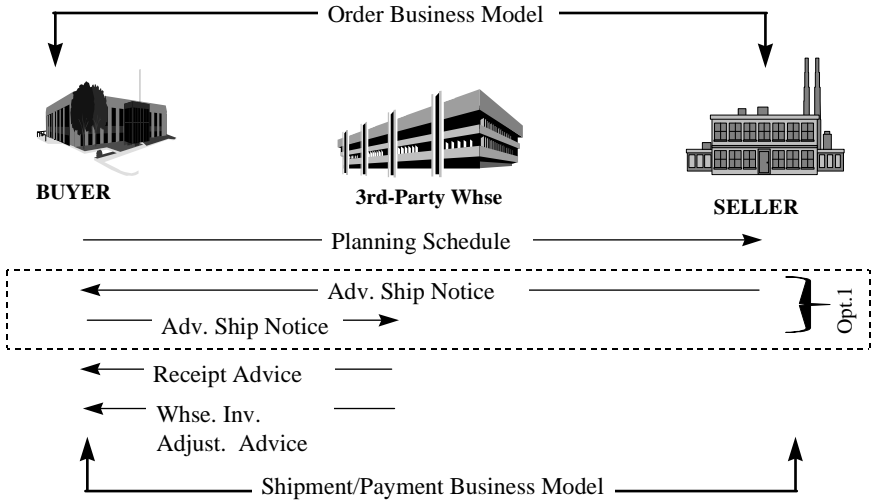 Order Business Model
BUYER
3rd-Party Whse
SELLER
Planning Schedule
Adv. Ship Notice
Adv. Ship Notice
Opt.1
Receipt Advice
Whse. Inv.
Adjust. Advice
Shipment/Payment Business Model